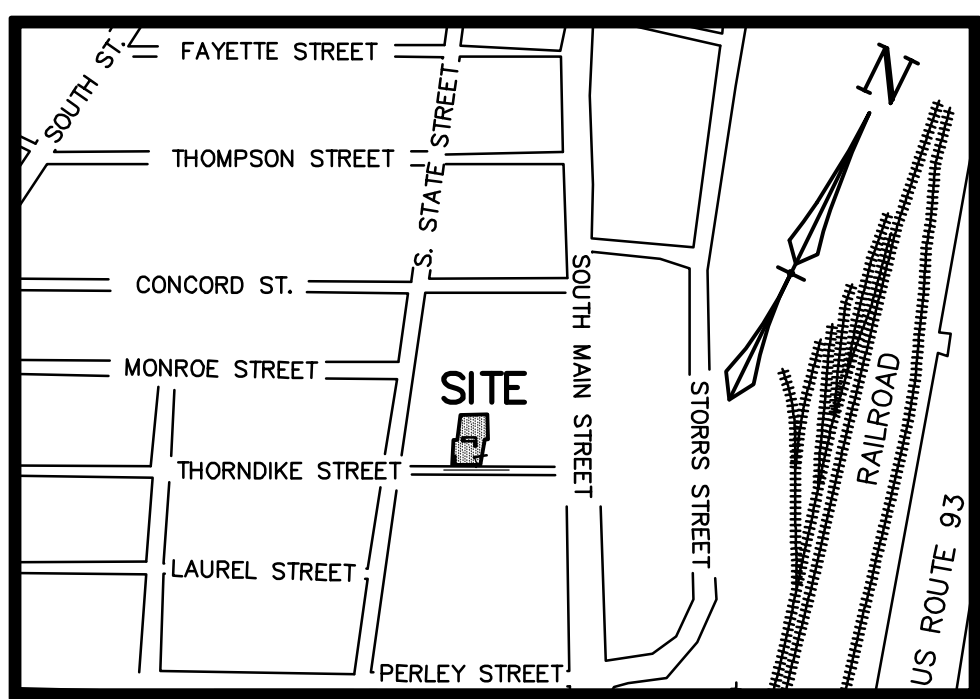 FAYETTE STREET
SOUTH ST.
S. STATE STREET
N
THOMPSON STREET
CONCORD ST.
SOUTH MAIN STREET
MONROE STREET
SITE
STORRS STREET
RAILROAD
THORNDIKE STREET
US ROUTE 93
LAUREL STREET
PERLEY STREET